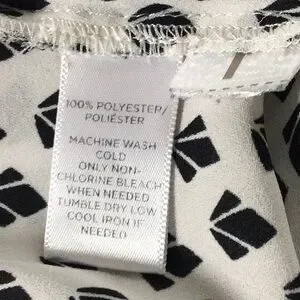 100% POLYESTER/
POLIÉSTER
MACHINE WASH
COLD
ONLY NON-
CHLORINE BLEACH
WHEN NEEDED
TUMBLE DRY LOW
COOL IRON IF
NEEDED